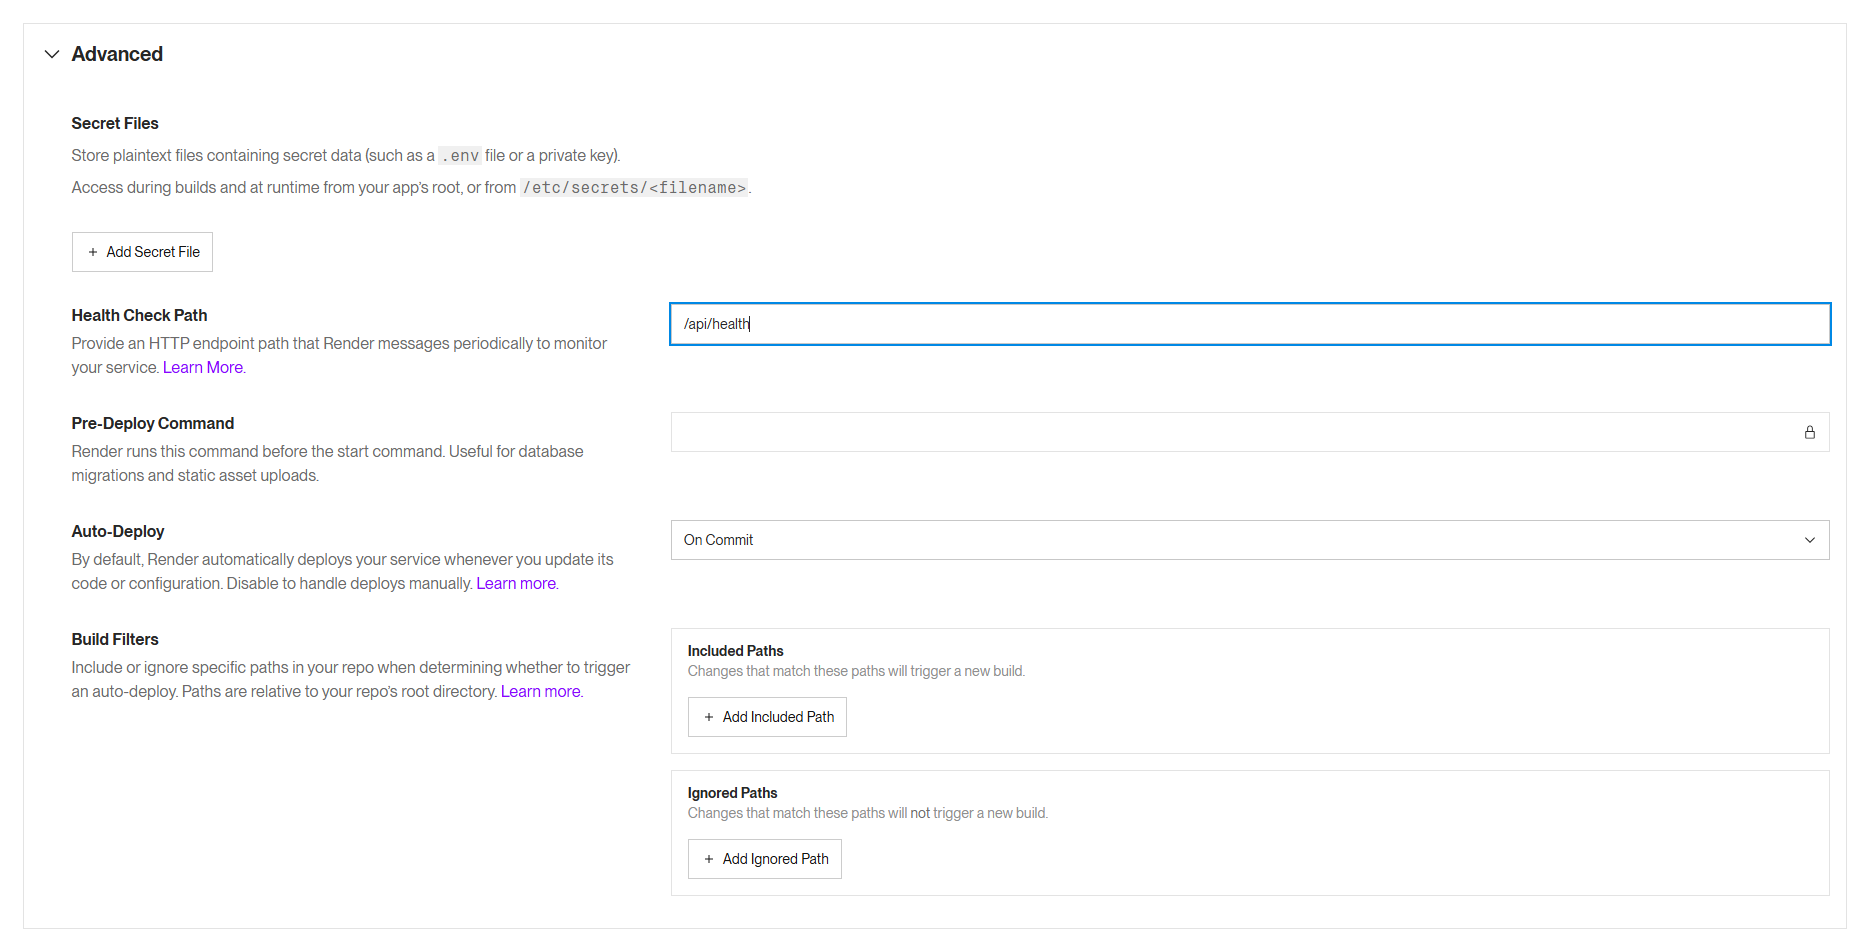 Advanced
Secret Files
Store plaintext files containing secret data (such as a .env file or a private key).
Access during builds and at runtime from your app's root, or from /etc/secrets/<filename>.
+ Add Secret File
Health Check Path
Provide an HTTP endpoint path that Render messages periodically to monitor
your service. Learn More.
/api/health
Pre-Deploy Command
Render runs this command before the start command. Useful for database
migrations and static asset uploads.
Auto-Deploy
By default, Render automatically deploys your service whenever you update its
code or configuration. Disable to handle deploys manually. Learn more.
On Commit
Build Filters
Include or ignore specific paths in your repo when determining whether to trigger
an auto-deploy. Paths are relative to your repo's root directory. Learn more.
Included Paths
Changes that match these paths will trigger a new build.
+ Add Included Path
Ignored Paths
Changes that match these paths will not trigger a new build.
+ Add Ignored Path